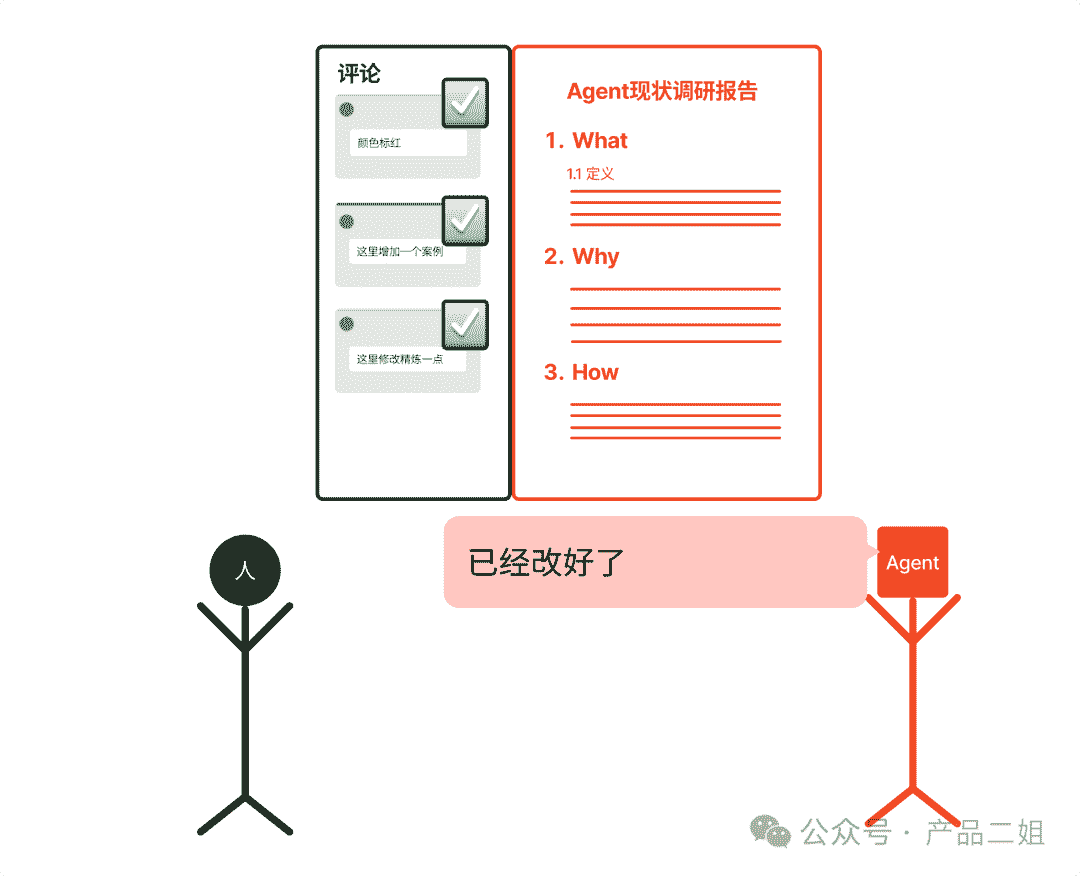 评论
颜色标红
这里增加一个案例
这里修改精炼一点
Agent现状调研报告
1. What
1.1 定义
2. Why
3. How
已经改好了
人
Agent
公众号 · 产品二姐